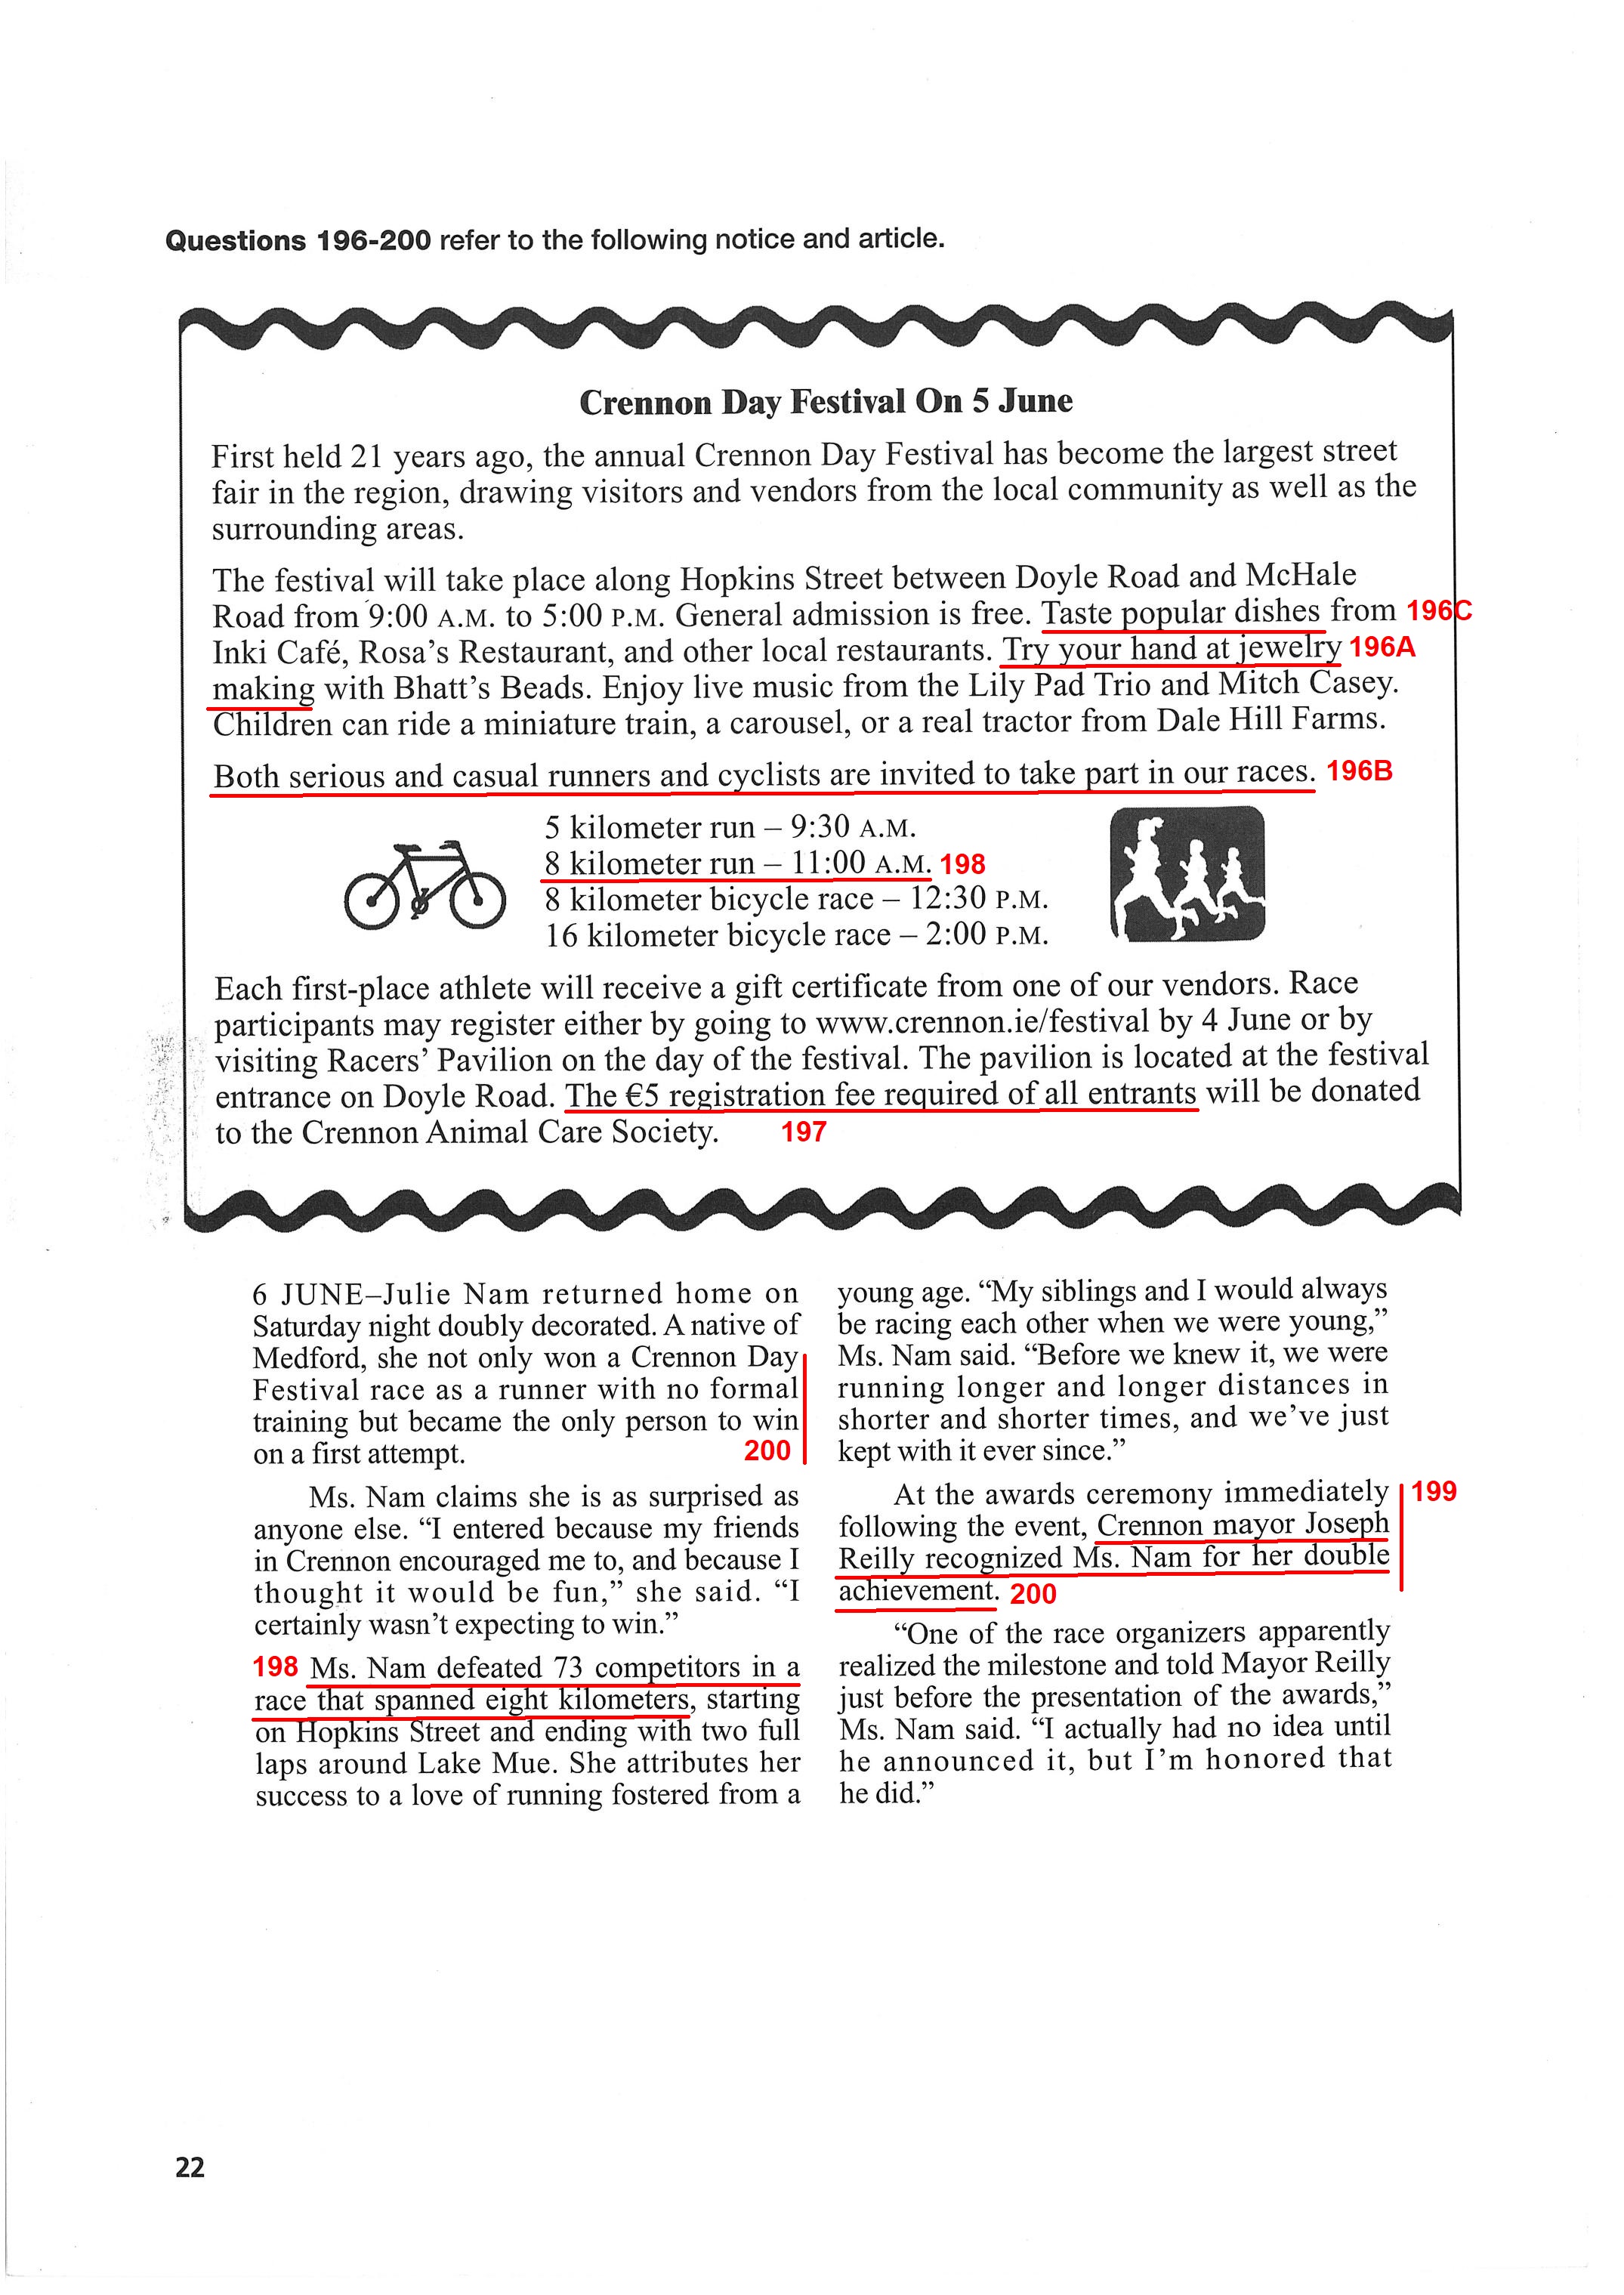 Questions 196-200 refer to the following notice and article.
Crennon Day Festival On 5 June
First held 21 years ago, the annual Crennon Day Festival has become the largest street
fair in the region, drawing visitors and vendors from the local community as well as the
surrounding areas.
The festival will take place along Hopkins Street between Doyle Road and McHale
Road from 9:00 A.M. to 5:00 P.M. General admission is free. Taste popular dishes from 196C
Inki Café, Rosa's Restaurant, and other local restaurants. Try your hand at jewelry 196A
making with Bhatt's Beads. Enjoy live music from the Lily Pad Trio and Mitch Casey.
Children can ride a miniature train, a carousel, or a real tractor from Dale Hill Farms.
Both serious and casual runners and cyclists are invited to take part in our races. 196B
5 kilometer run – 9:30 A.M.
8 kilometer run – 11:00 A.M. 198
8 kilometer bicycle race – 12:30 P.M.
16 kilometer bicycle race – 2:00 P.M.
Each first-place athlete will receive a gift certificate from one of our vendors. Race
participants may register either by going to www.crennon.ie/festival by 4 June or by
visiting Racers' Pavilion on the day of the festival. The pavilion is located at the festival
entrance on Doyle Road. The €5 registration fee required of all entrants will be donated
to the Crennon Animal Care Society. 197
6 JUNE–Julie Nam returned home on
Saturday night doubly decorated. A native of
Medford, she not only won a Crennon Day
Festival race as a runner with no formal
training but became the only person to win
on a first attempt. 200
Ms. Nam claims she is as surprised as
anyone else. "I entered because my friends
in Crennon encouraged me to, and because I
thought it would be fun," she said. "I
certainly wasn't expecting to win."
198 Ms. Nam defeated 73 competitors in a
race that spanned eight kilometers, starting
on Hopkins Street and ending with two full
laps around Lake Mue. She attributes her
success to a love of running fostered from a
young age. "My siblings and I would always
be racing each other when we were young,"
Ms. Nam said. "Before we knew it, we were
running longer and longer distances in
shorter and shorter times, and we've just
kept with it ever since."
At the awards ceremony immediately 199
following the event, Crennon mayor Joseph
Reilly recognized Ms. Nam for her double
achievement. 200
"One of the race organizers apparently
realized the milestone and told Mayor Reilly
just before the presentation of the awards,"
Ms. Nam said. "I actually had no idea until
he announced it, but I'm honored that
he did."
22